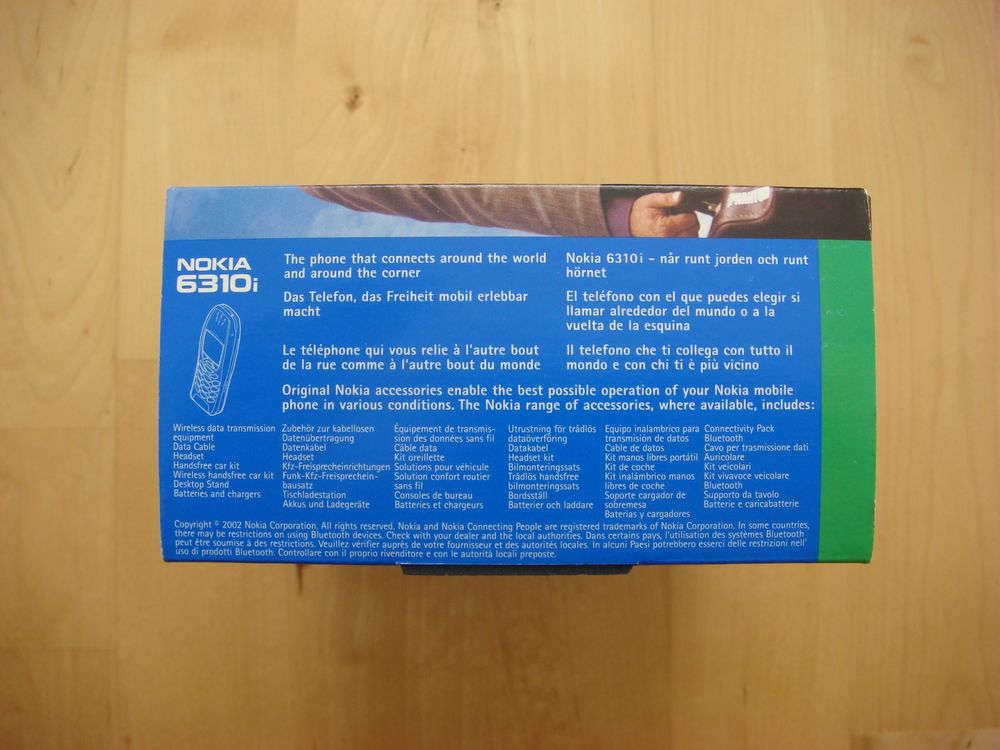 NOKIA
6310i
The phone that connects around the world
and around the corner
Das Telefon, das Freiheit mobil erlebbar
macht
Le téléphone qui vous relie à l'autre bout
de la rue comme à l'autre bout du monde
Nokia 6310i – når runt jorden och runt
hörnet
El teléfono con el que puedes elegir si
llamar alrededor del mundo o a la
vuelta de la esquina
Il telefono che ti collega con tutto il
mondo e con chi ti è più vicino
Original Nokia accessories enable the best possible operation of your Nokia mobile
phone in various conditions. The Nokia range of accessories, where available, includes:
Wireless data transmission
equipment
Data Cable
Headset
Handsfree car kit
Wireless handsfree car kit
Desktop Stand
Batteries and chargers
Zubehör zur kabellosen
Datenübertragung
Datenkabel
Headset
Kfz-Freisprecheinrichtungen
Funk-Kfz-Freisprechein-
bausatz
Tischladestation
Akkus und Ladegeräte
Équipement de transmis-
sion des données sans fil
Câble data
Kit oreillette
Solutions pour véhicule
Solution confort routier
sans fil
Consoles de bureau
Batteries et chargeurs
Utrustning för trådlös
dataöverföring
Datakabel
Headset kit
Bilmonteringssats
Trådlös handsfree
bilmonteringssats
Bordsställ
Batterier och laddare
Equipo inalambrico para
transmisión de datos
Cable de datos
Kit manos libres portátil
Kit de coche
Kit inalámbrico manos
libres de coche
Soporte cargador de
sobremesa
Baterías y cargadores
Connectivity Pack
Bluetooth
Cavo per trasmissione dati
Auricolare
Kit veicolari
Kit vivavoce veicolare
Bluetooth
Supporto da tavolo
Batterie e caricabatterie
Copyright © 2002 Nokia Corporation. All rights reserved. Nokia and Nokia Connecting People are registered trademarks of Nokia Corporation. In some countries,
there may be restrictions on using Bluetooth devices. Check with your dealer and the local authorities. Dans certains pays, l'utilisation des systèmes Bluetooth
peut être soumise à des restrictions. Veuillez vérifier auprès de votre fournisseur et des autorités locales. In alcuni Paesi potrebbero esserci delle restrizioni nell'
uso di prodotti Bluetooth. Controllare con il proprio rivenditore e con le autorità locali preposte.